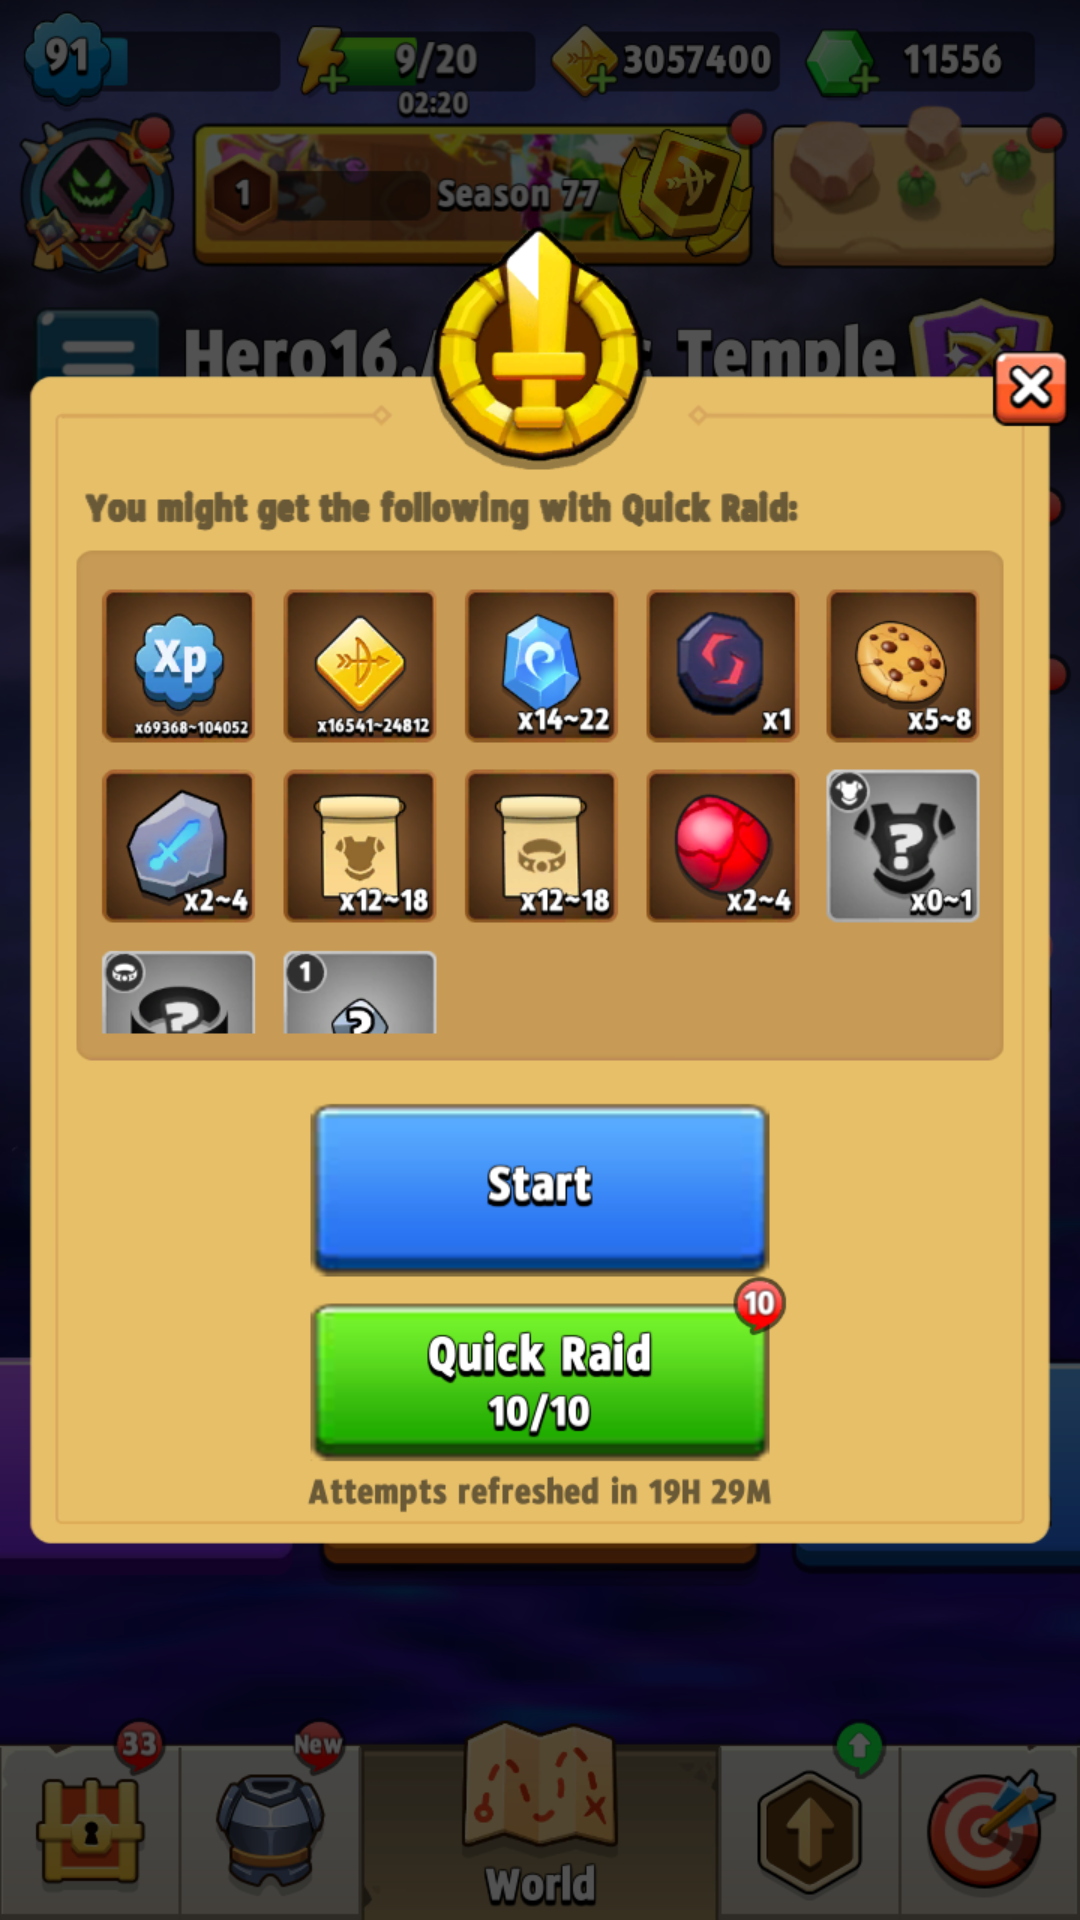 91
9/20
3057400
11556
02:20
1
Season 77
Hero16.
Temple
You might get the following with Quick Raid:
Xp
x69368~104052
x16541~24812
x14~22
x1
x5~8
x2~4
x12~18
x12~18
x2~4
?
x0~1
?
1
?
Start
10
Quick Raid
10/10
Attempts refreshed in 19H 29M
33
New
World